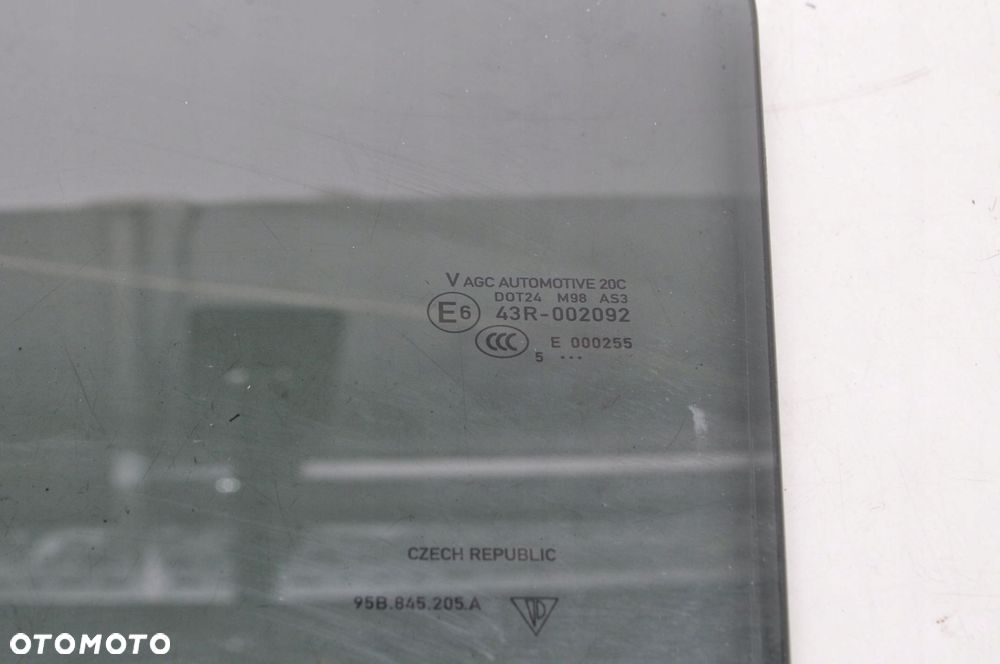 V AGC AUTOMOTIVE 20C
DOT24 M98 AS3
E6 43R-002092
CCC E 000255
5 ...
CZECH REPUBLIC
95B.845.205.A
OTOMOTO